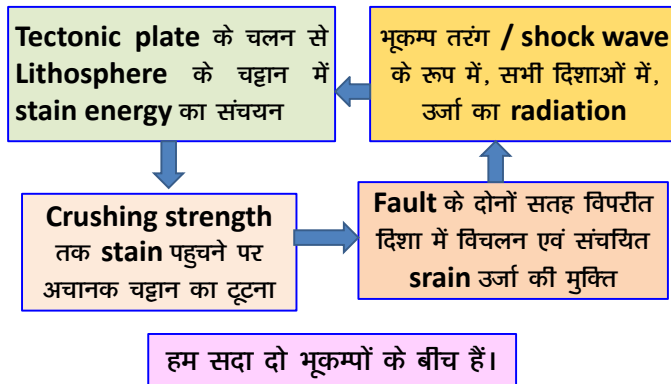 Tectonic plate के चलन से
Lithosphere के चट्टान में
stain energy का संचयन
Crushing strength
तक stain पहुचने पर
अचानक चट्टान का टूटना
Fault के दोनों सतह विपरीत
दिशा में विचलन एवं संचयित
srain उर्जा की मुक्ति
भूकम्प तरंग / shock wave
के रूप में, सभी दिशाओं में,
उर्जा का radiation
हम सदा दो भूकम्पों के बीच हैं।